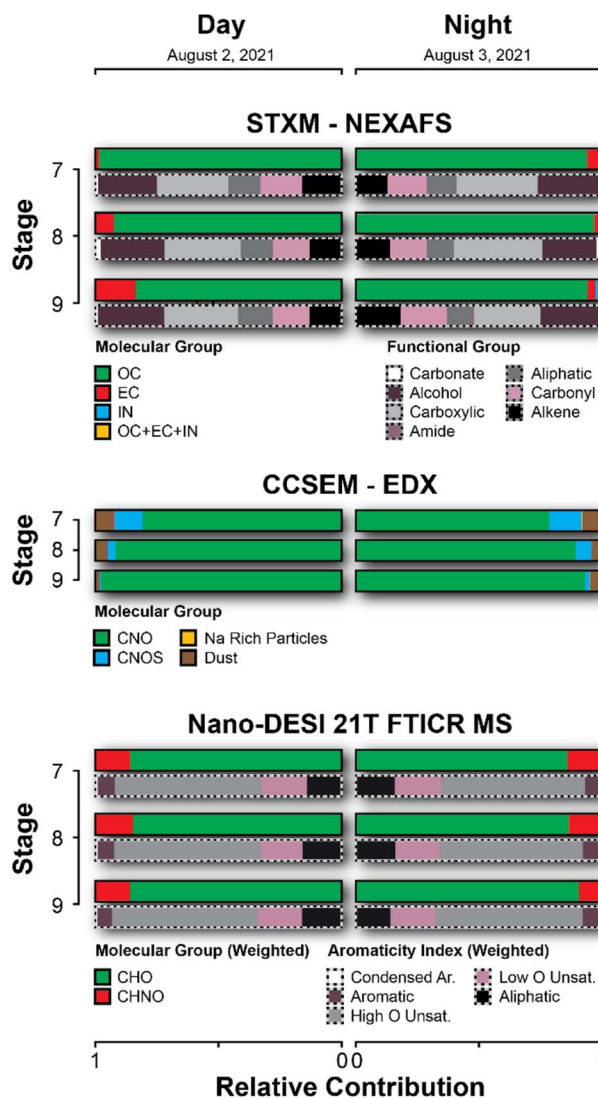 Day Night
August 2, 2021 August 3, 2021
STXM - NEXAFS
7
8
9
Stage
Molecular Group Functional Group
OC Carbonate Aliphatic
EC Alcohol Carbonyl
IN Carboxylic Alkene
OC+EC+IN Amide
CCSEM - EDX
7
8
9
Stage
Molecular Group
CNO Na Rich Particles
CNOS Dust
Nano-DESI 21T FTICR MS
7
8
9
Stage
Molecular Group (Weighted) Aromaticity Index (Weighted)
CHO Condensed Ar. Low O Unsat.
CHNO Aromatic Aliphatic
High O Unsat.
1 0 0
Relative Contribution